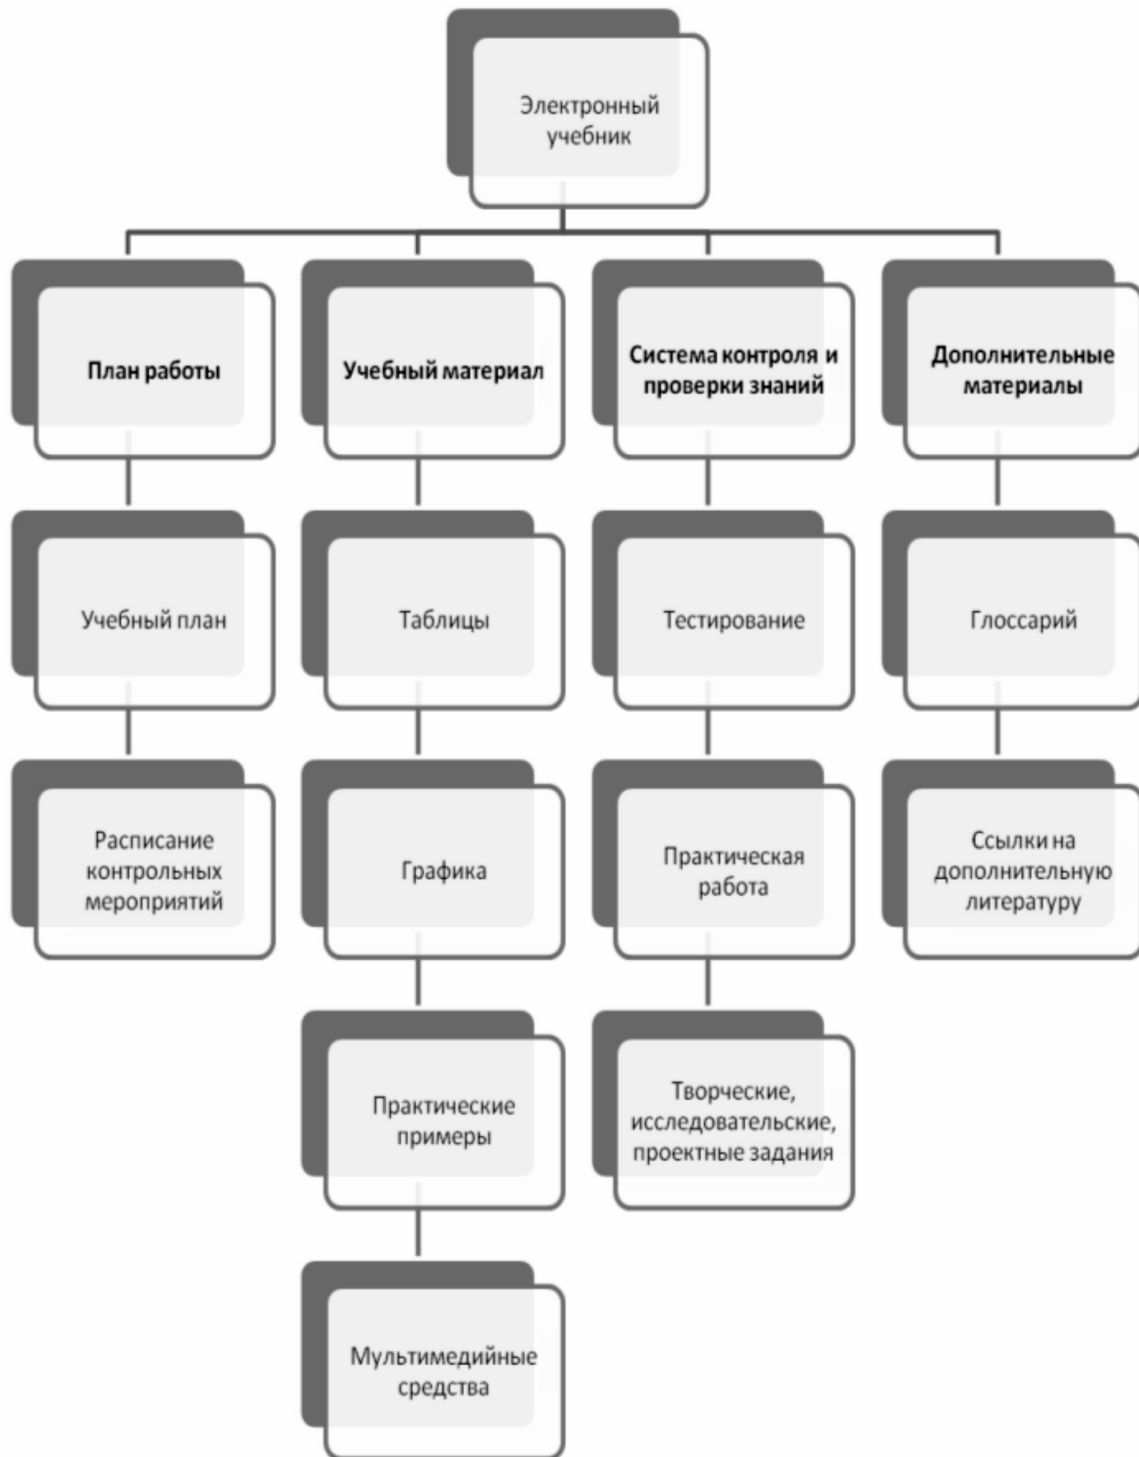 Электронный
учебник
План работы
Учебный материал
Система контроля и
проверки знаний
Дополнительные
материалы
Учебный план
Таблицы
Тестирование
Глоссарий
Расписание
контрольных
мероприятий
Графика
Практическая
работа
Ссылки на
дополнительную
литературу
Практические
примеры
Творческие,
исследовательские,
проектные задания
Мультимедийные
средства